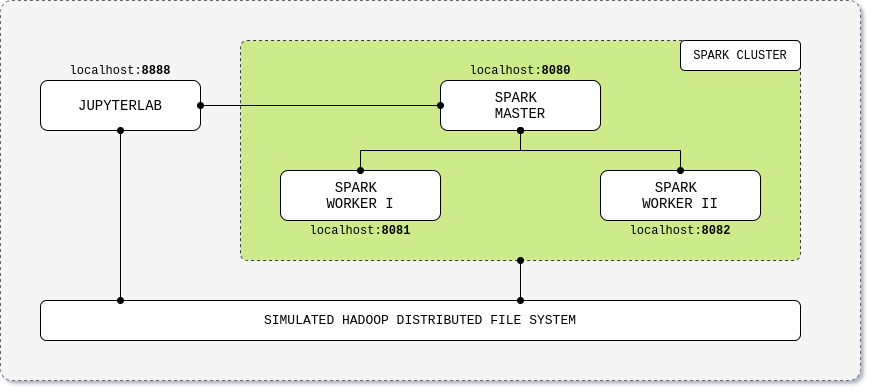 SPARK CLUSTER
localhost:8888
localhost:8080
JUPYTERLAB
SPARK
MASTER
SPARK
WORKER I
SPARK
WORKER II
localhost:8081
localhost:8082
SIMULATED HADOOP DISTRIBUTED FILE SYSTEM